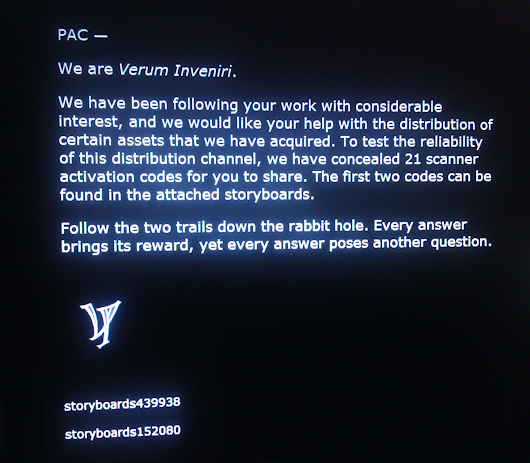 PAC —
We are Verum Inveniri.
We have been following your work with considerable
interest, and we would like your help with the distribution of
certain assets that we have acquired. To test the reliability
of this distribution channel, we have concealed 21 scanner
activation codes for you to share. The first two codes can be
found in the attached storyboards.
Follow the two trails down the rabbit hole. Every answer
brings its reward, yet every answer poses another question.
storyboards439938
storyboards152080